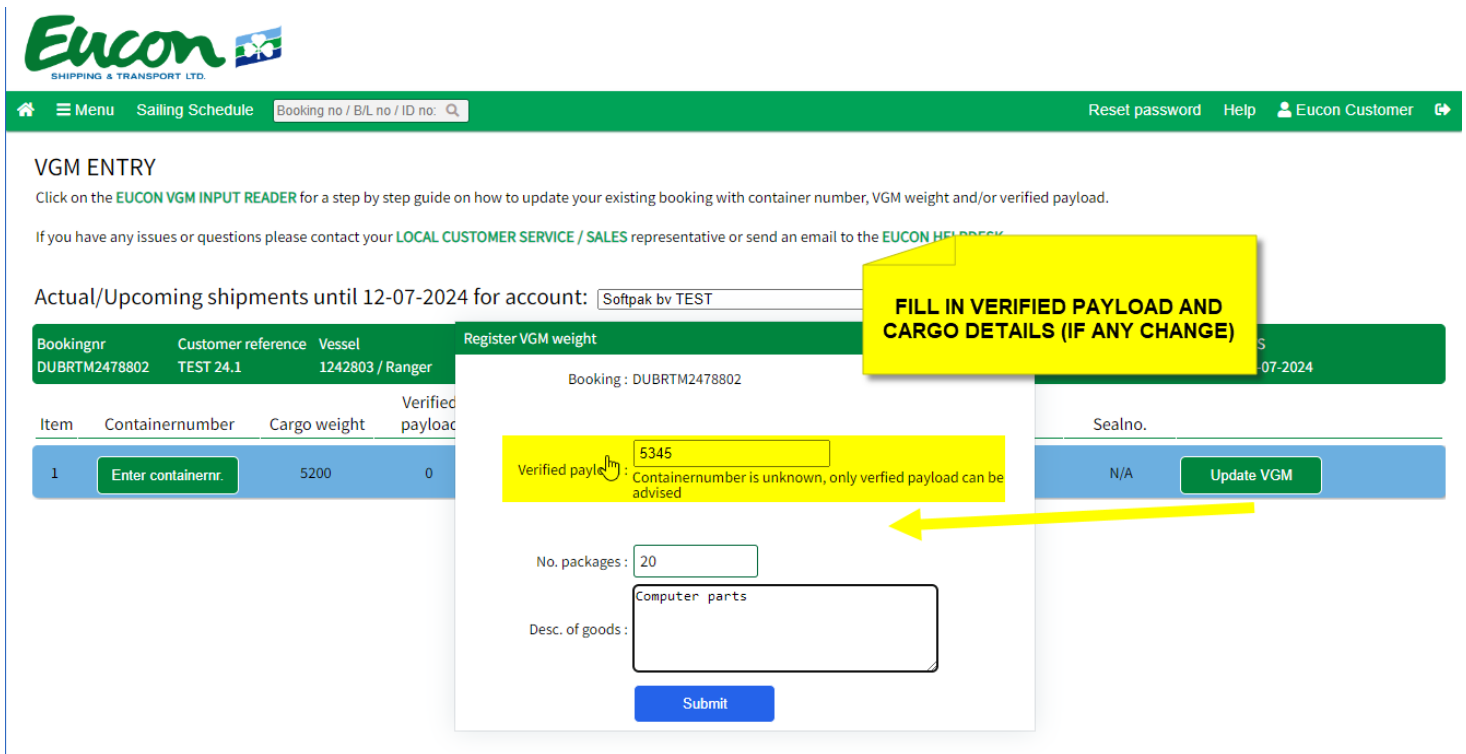 Eucon
SHIPPING & TRANSPORT LTD.
Menu Sailing Schedule Booking no / B/L no / ID no: Reset password Help Eucon Customer
VGM ENTRY
Click on the EUCON VGM INPUT READER for a step by step guide on how to update your existing booking with container number, VGM weight and/or verified payload.
If you have any issues or questions please contact your LOCAL CUSTOMER SERVICE / SALES representative or send an email to the EUCON HELPDESK
Actual/Upcoming shipments until 12-07-2024 for account: Softpak bv TEST
FILL IN VERIFIED PAYLOAD AND
CARGO DETAILS (IF ANY CHANGE)
Bookingnr Customer reference Vessel
DUBRTM2478802 TEST 24.1 1242803 / Ranger
-07-2024
Register VGM weight
Booking : DUBRTM2478802
Item Containernumber Cargo weight Verified
payload
Sealno.
1 Enter containernr. 5200 0 N/A Update VGM
Verified paylo :
5345
Containernumber is unknown, only verfied payload can be
advised
No. packages : 20
Desc. of goods :
Computer parts
Submit